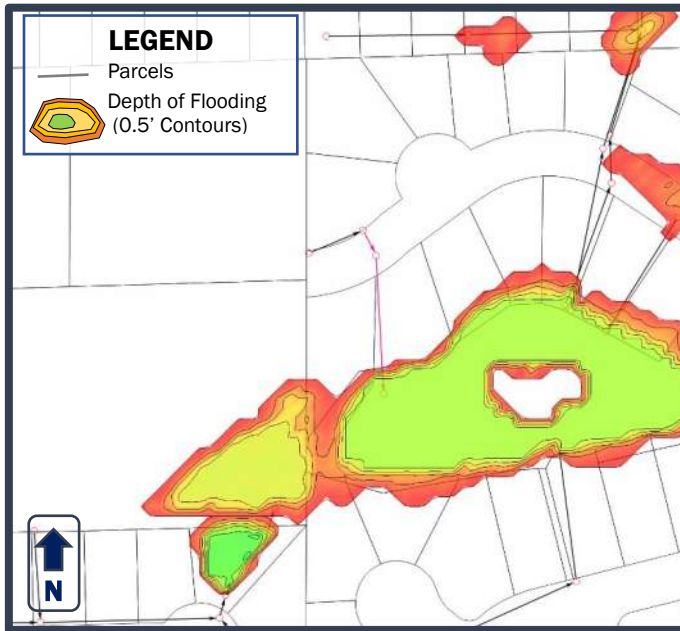 LEGEND
Parcels
Depth of Flooding
(0.5' Contours)
N